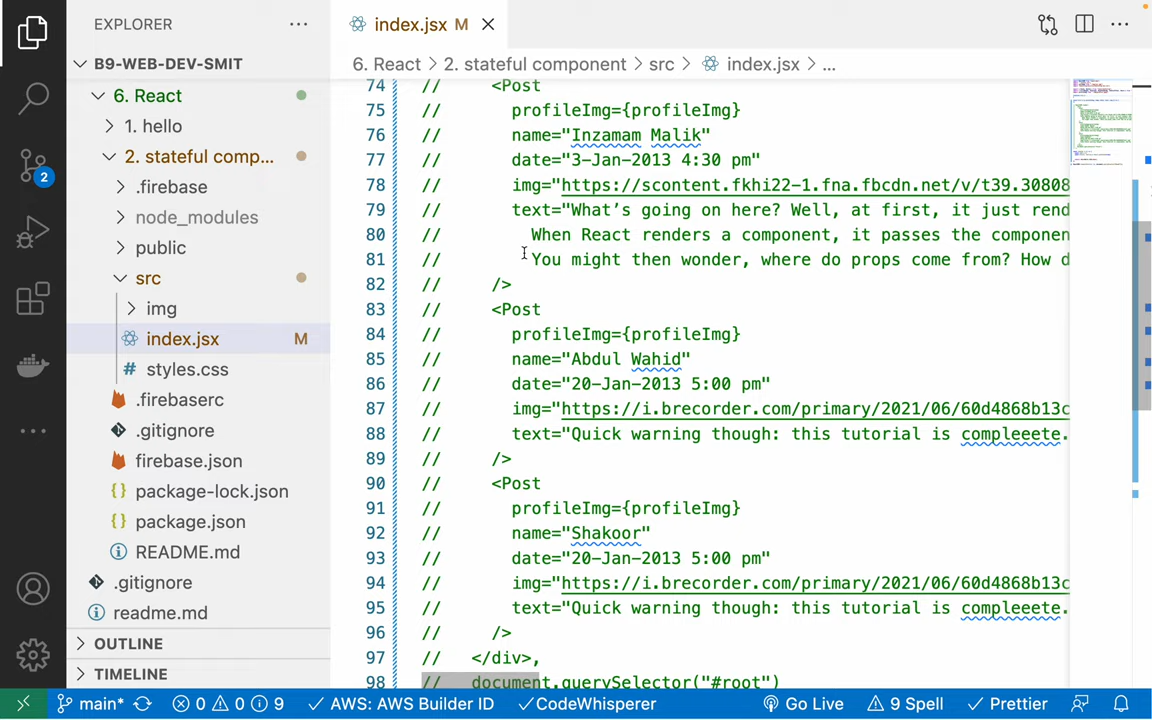 EXPLORER
index.jsx M
B9-WEB-DEV-SMIT
6. React > 2. stateful component > src > index.jsx > ...
6. React
1. hello
2. stateful comp...
.firebase
node_modules
public
src
img
index.jsx M
styles.css
.firebaserc
.gitignore
firebase.json
package-lock.json
package.json
README.md
.gitignore
readme.md
OUTLINE
TIMELINE
2
74 // <Post
75 // profileImg={profileImg}
76 // name="Inzamam Malik"
77 // date="3-Jan-2013 4:30 pm"
78 // img="https://scontent.fkhi22-1.fna.fbcdn.net/v/t39.30808
79 // text="What's going on here? Well, at first, it just rend
80 // When React renders a component, it passes the componen
81 // You might then wonder, where do props come from? How d
82 // />
83 // <Post
84 // profileImg={profileImg}
85 // name="Abdul Wahid"
86 // date="20-Jan-2013 5:00 pm"
87 // img="https://i.brecorder.com/primary/2021/06/60d4868b13c
88 // text="Quick warning though: this tutorial is compleeete.
89 // />
90 // <Post
91 // profileImg={profileImg}
92 // name="Shakoor"
93 // date="20-Jan-2013 5:00 pm"
94 // img="https://i.brecorder.com/primary/2021/06/60d4868b13c
95 // text="Quick warning though: this tutorial is compleeete.
96 // />
97 // </div>,
98 // document.querySelector("#root")
main* 0 0 9 AWS: AWS Builder ID CodeWhisperer Go Live 9 Spell Prettier